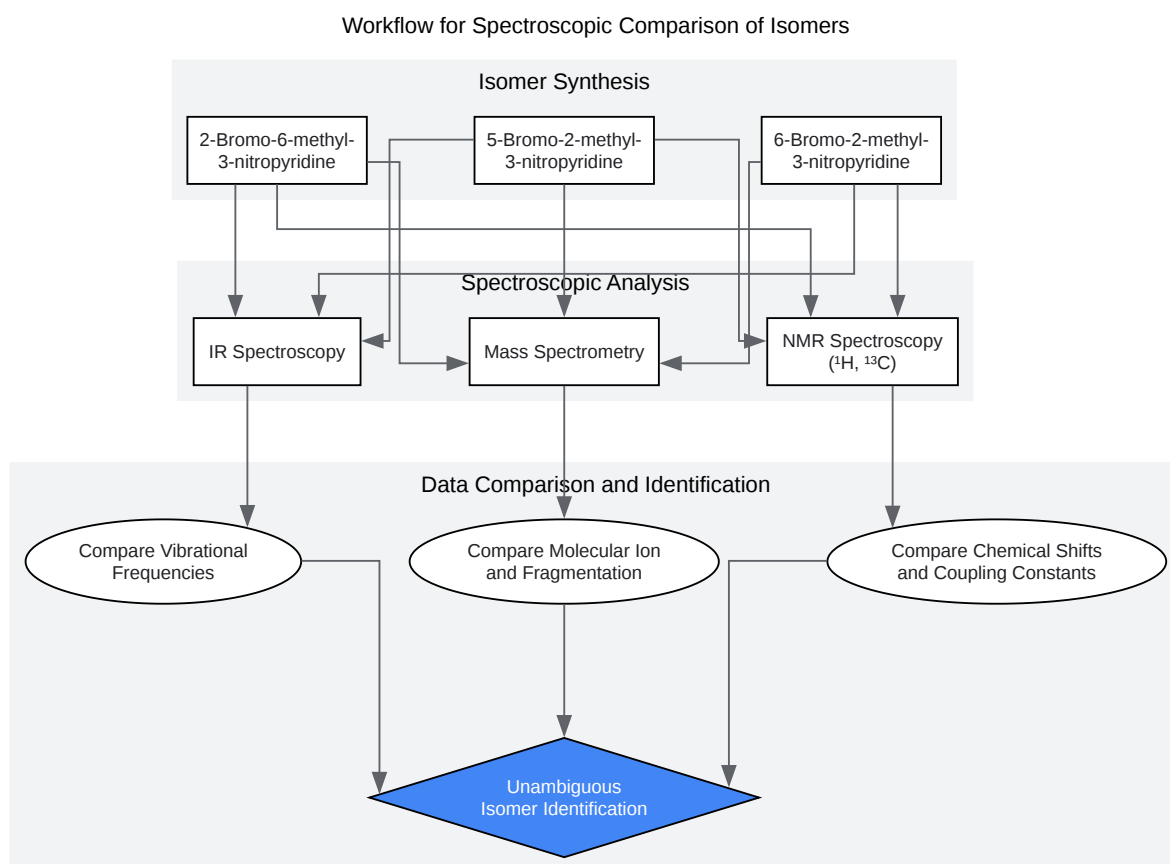 Workflow for Spectroscopic Comparison of Isomers
Isomer Synthesis
2-Bromo-6-methyl-
3-nitropyridine
5-Bromo-2-methyl-
3-nitropyridine
6-Bromo-2-methyl-
3-nitropyridine
Spectroscopic Analysis
IR Spectroscopy
Mass Spectrometry
NMR Spectroscopy
(¹H, ¹³C)
Data Comparison and Identification
Compare Vibrational
Frequencies
Compare Molecular Ion
and Fragmentation
Compare Chemical Shifts
and Coupling Constants
Unambiguous
Isomer Identification